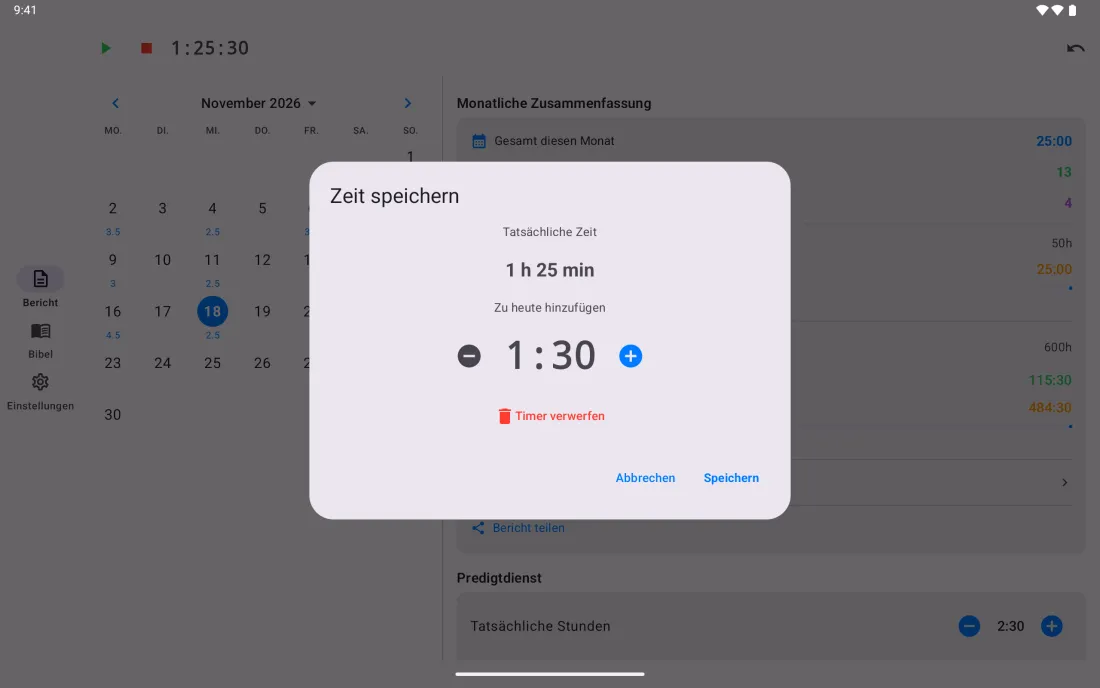 9:41
1:25:30
November 2026
MO. DI. MI. DO. FR. SA. SO.
1
2 3 4 5
3.5 2.5
9 10 11 12
3 2.5
16 17 18 19
4.5 2.5
23 24 25 26
30
Bericht
Bibel
Einstellungen
Monatliche Zusammenfassung
Gesamt diesen Monat 25:00
13
4
50h
25:00
600h
115:30
484:30
Bericht teilen
Predigtdienst
Tatsächliche Stunden 2:30
Zeit speichern
Tatsächliche Zeit
1 h 25 min
Zu heute hinzufügen
1:30
Timer verwerfen
Abbrechen Speichern